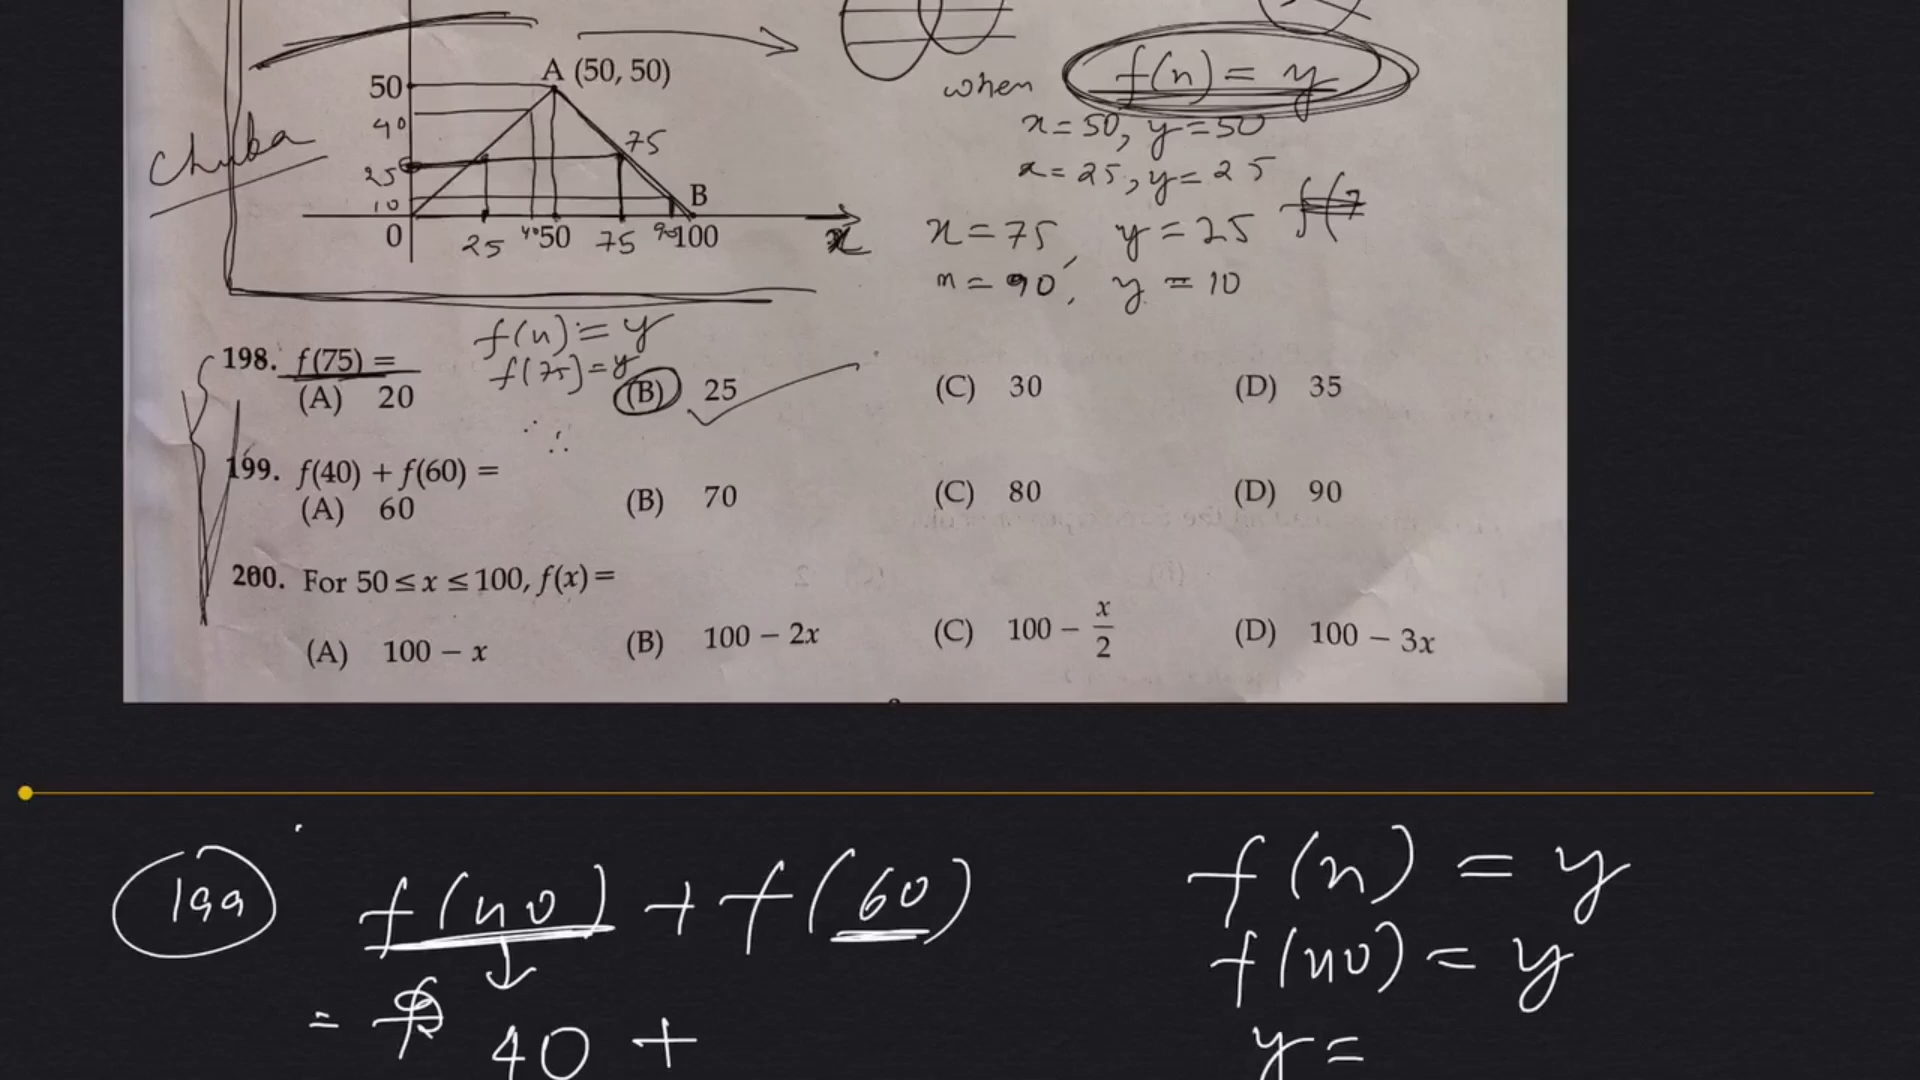 A (50, 50)
50
40
25
10
Chuba
75
B
0 25 40 50 75 90 100 x
when f(n) = y
x=50, y=50
x=25, y=25
x=75, y=25
n=90, y=10
f(n) = y
198. f(75) = f(75)=y
(A) 20 (B) 25 (C) 30 (D) 35
199. f(40) + f(60) =
(A) 60 (B) 70 (C) 80 (D) 90
200. For 50 ≤ x ≤ 100, f(x) =
(A) 100 − x (B) 100 − 2x (C) 100 − x/2 (D) 100 − 3x
199 f(40) + f(60)
= 40 +
f(n) = y
f(40) = y
y =